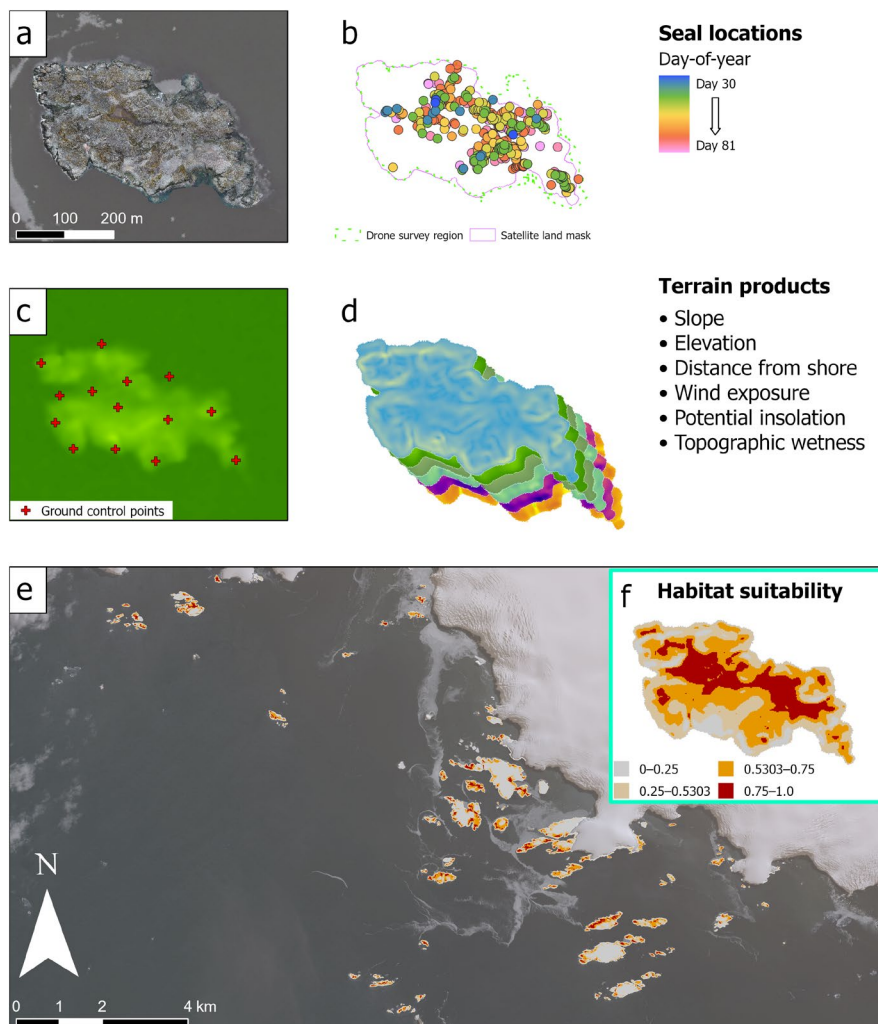 a
0 100 200 m
b
Drone survey region Satellite land mask
Seal locations
Day-of-year
Day 30
Day 81
c
Ground control points
d
Terrain products
• Slope
• Elevation
• Distance from shore
• Wind exposure
• Potential insolation
• Topographic wetness
e
N
0 1 2 4 km
f Habitat suitability
0–0.25 0.5303–0.75
0.25–0.5303 0.75–1.0